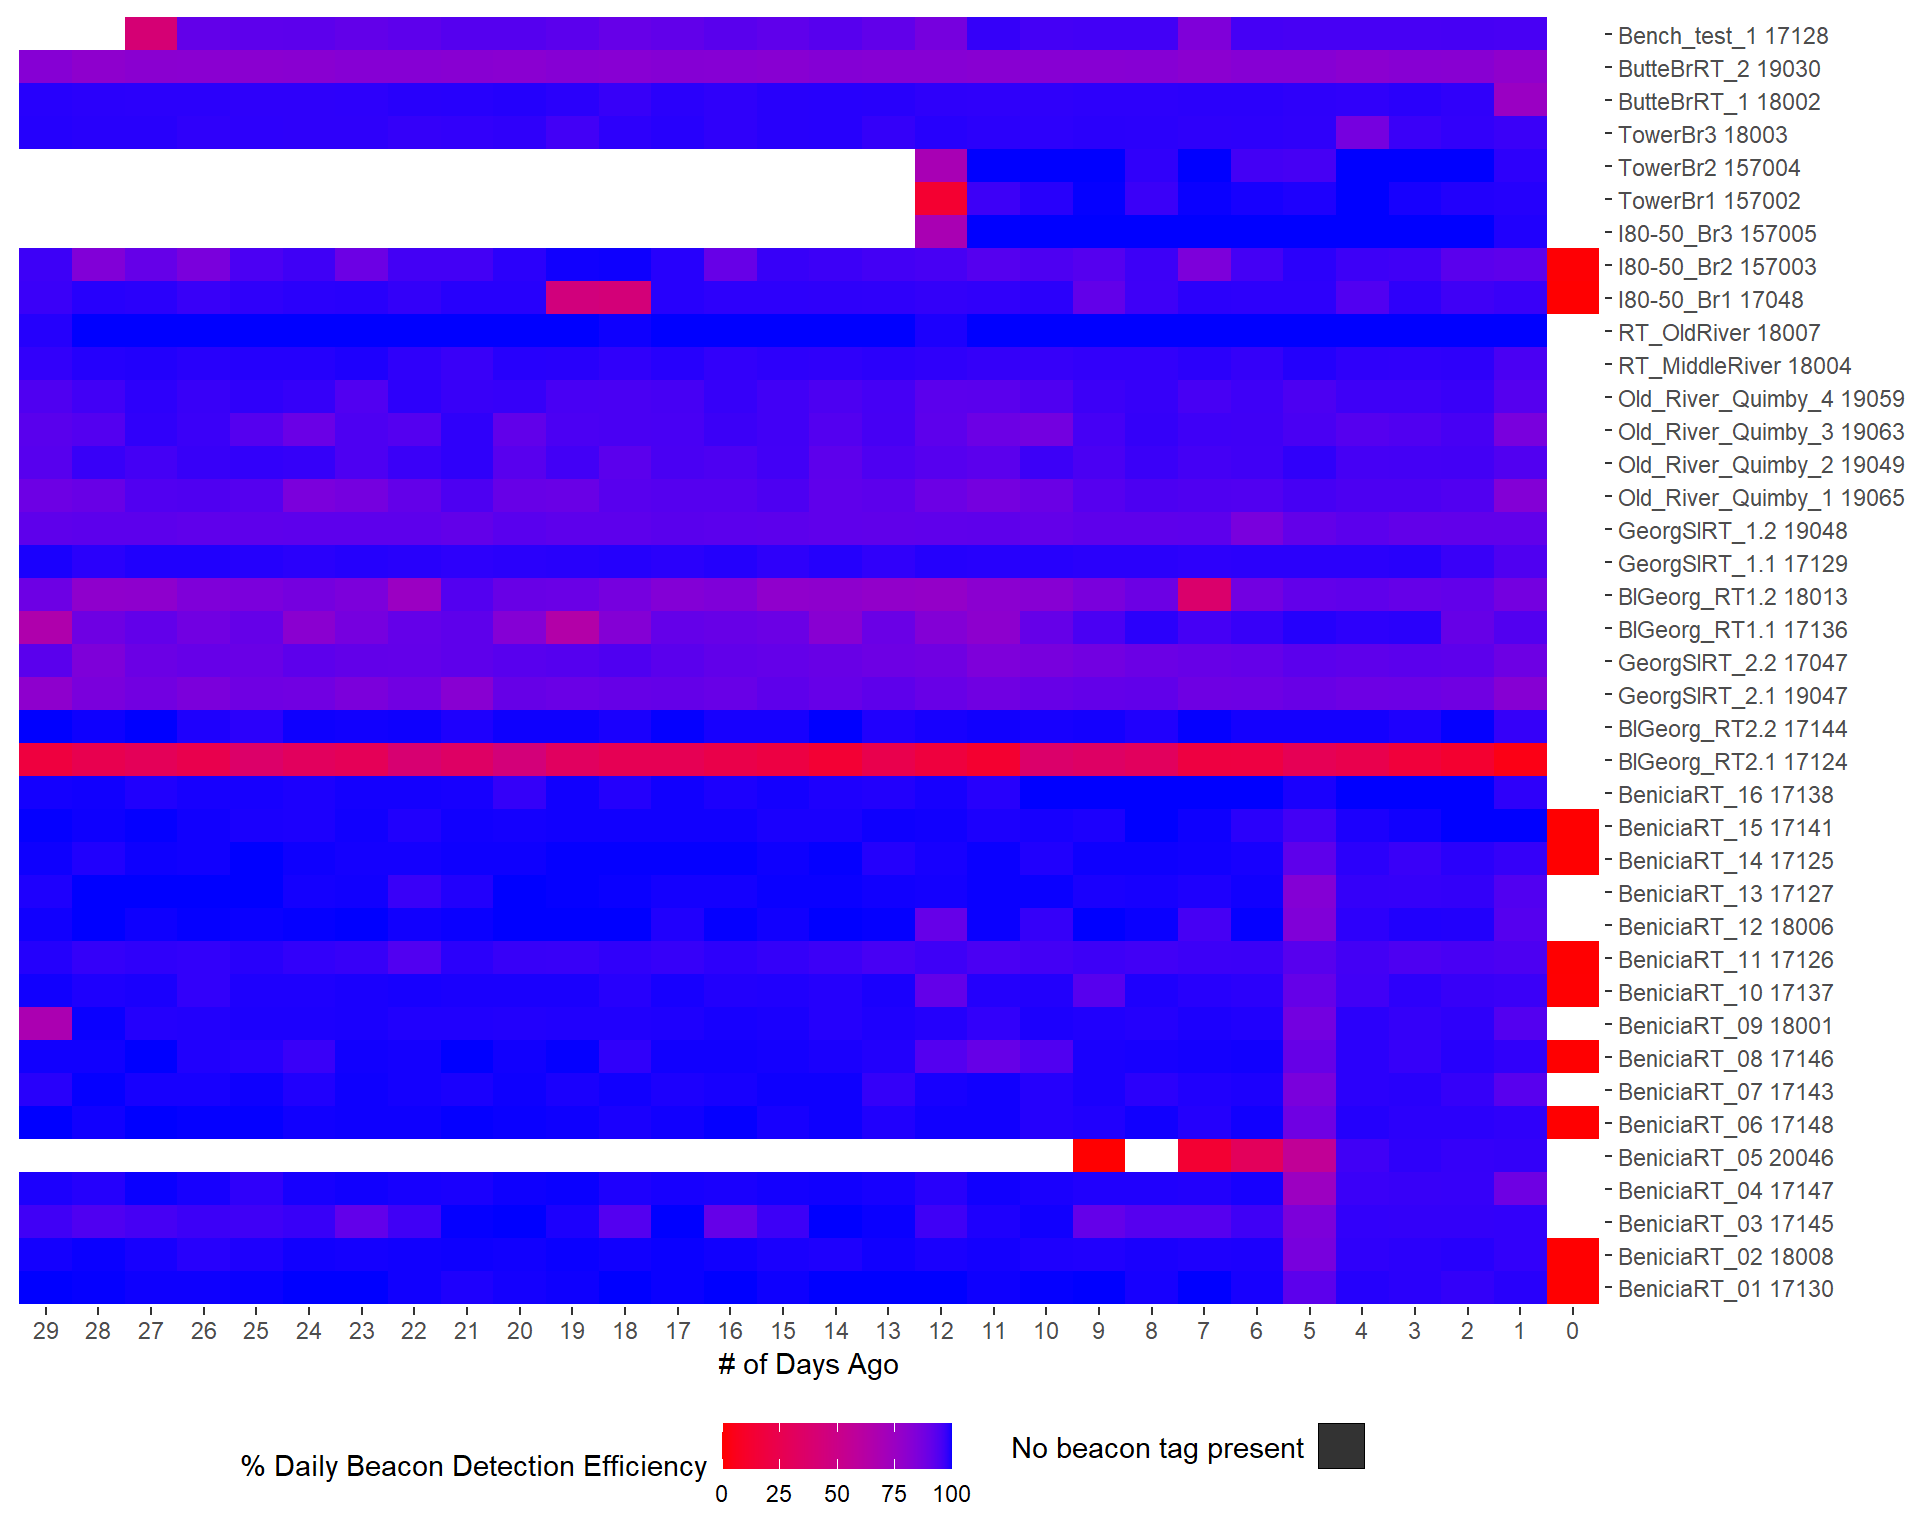 Bench_test_1 17128
ButteBrRT_2 19030
ButteBrRT_1 18002
TowerBr3 18003
TowerBr2 157004
TowerBr1 157002
I80-50_Br3 157005
I80-50_Br2 157003
I80-50_Br1 17048
RT_OldRiver 18007
RT_MiddleRiver 18004
Old_River_Quimby_4 19059
Old_River_Quimby_3 19063
Old_River_Quimby_2 19049
Old_River_Quimby_1 19065
GeorgSlRT_1.2 19048
GeorgSlRT_1.1 17129
BlGeorg_RT1.2 18013
BlGeorg_RT1.1 17136
GeorgSlRT_2.2 17047
GeorgSlRT_2.1 19047
BlGeorg_RT2.2 17144
BlGeorg_RT2.1 17124
BeniciaRT_16 17138
BeniciaRT_15 17141
BeniciaRT_14 17125
BeniciaRT_13 17127
BeniciaRT_12 18006
BeniciaRT_11 17126
BeniciaRT_10 17137
BeniciaRT_09 18001
BeniciaRT_08 17146
BeniciaRT_07 17143
BeniciaRT_06 17148
BeniciaRT_05 20046
BeniciaRT_04 17147
BeniciaRT_03 17145
BeniciaRT_02 18008
BeniciaRT_01 17130
29 28 27 26 25 24 23 22 21 20 19 18 17 16 15 14 13 12 11 10 9 8 7 6 5 4 3 2 1 0
# of Days Ago
% Daily Beacon Detection Efficiency
0 25 50 75 100
No beacon tag present